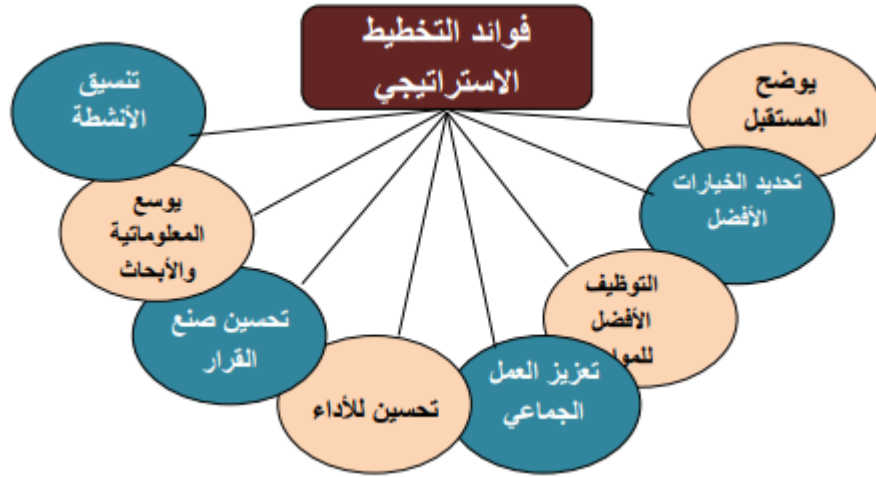 فوائد التخطيط
الاستراتيجي
يوضح
المستقبل
تحديد الخيارات
الأفضل
التوظيف
الأفضل
تعزيز العمل
الجماعي
تحسين للأداء
تحسين صنع
القرار
يوسع
المعلوماتية
والأبحاث
تنسيق
الأنشطة